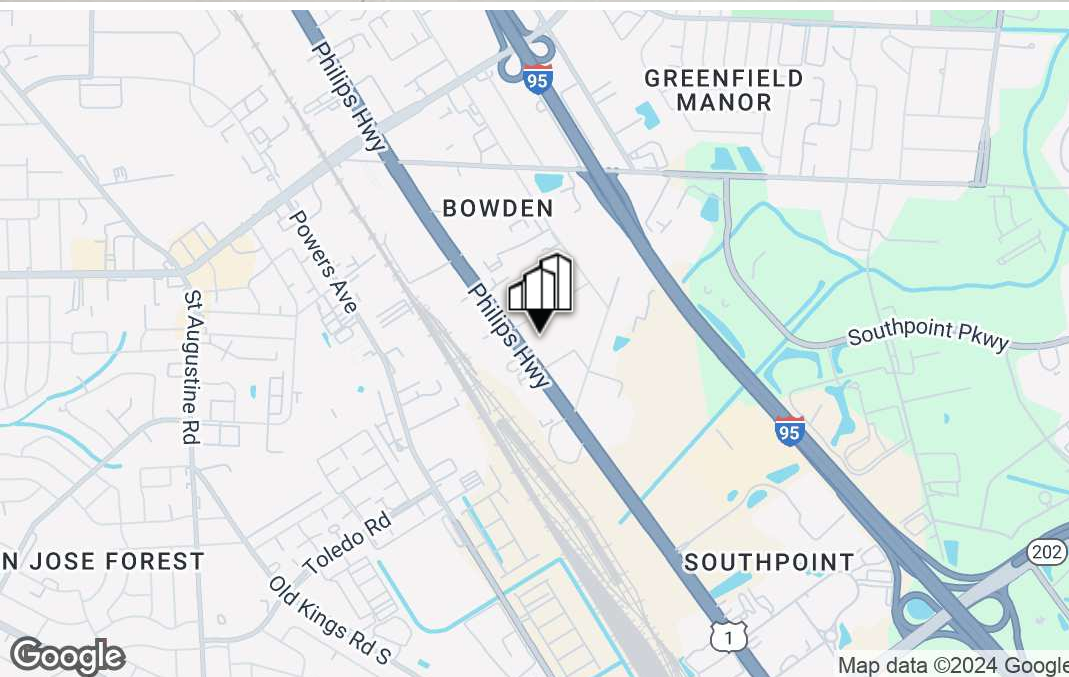 Philips Hwy
95
GREENFIELD
MANOR
BOWDEN
Powers Ave
St Augustine Rd
Philips Hwy
Southpoint Pkwy
95
Toledo Rd
N JOSE FOREST
Old Kings Rd S
SOUTHPOINT
202
1
Google
Map data ©2024 Google